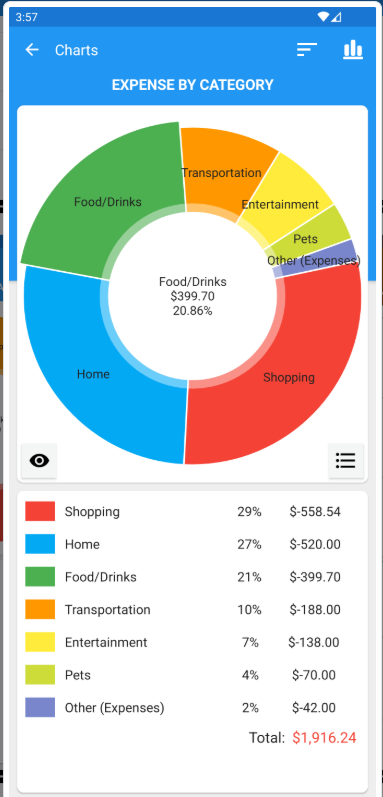 3:57
Charts
EXPENSE BY CATEGORY
Food/Drinks
Transportation
Entertainment
Pets
Other (Expenses)
Food/Drinks
$399.70
20.86%
Home
Shopping
Shopping 29% $-558.54
Home 27% $-520.00
Food/Drinks 21% $-399.70
Transportation 10% $-188.00
Entertainment 7% $-138.00
Pets 4% $-70.00
Other (Expenses) 2% $-42.00
Total: $1,916.24